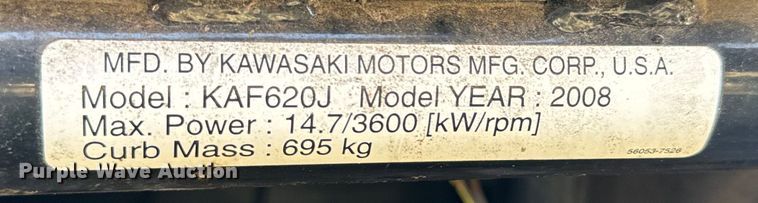 MFD. BY KAWASAKI MOTORS MFG. CORP., U.S.A.
Model : KAF620J Model YEAR : 2008
Max. Power : 14.7/3600 [kW/rpm]
Curb Mass : 695 kg
56053-7526
Purple Wave Auction